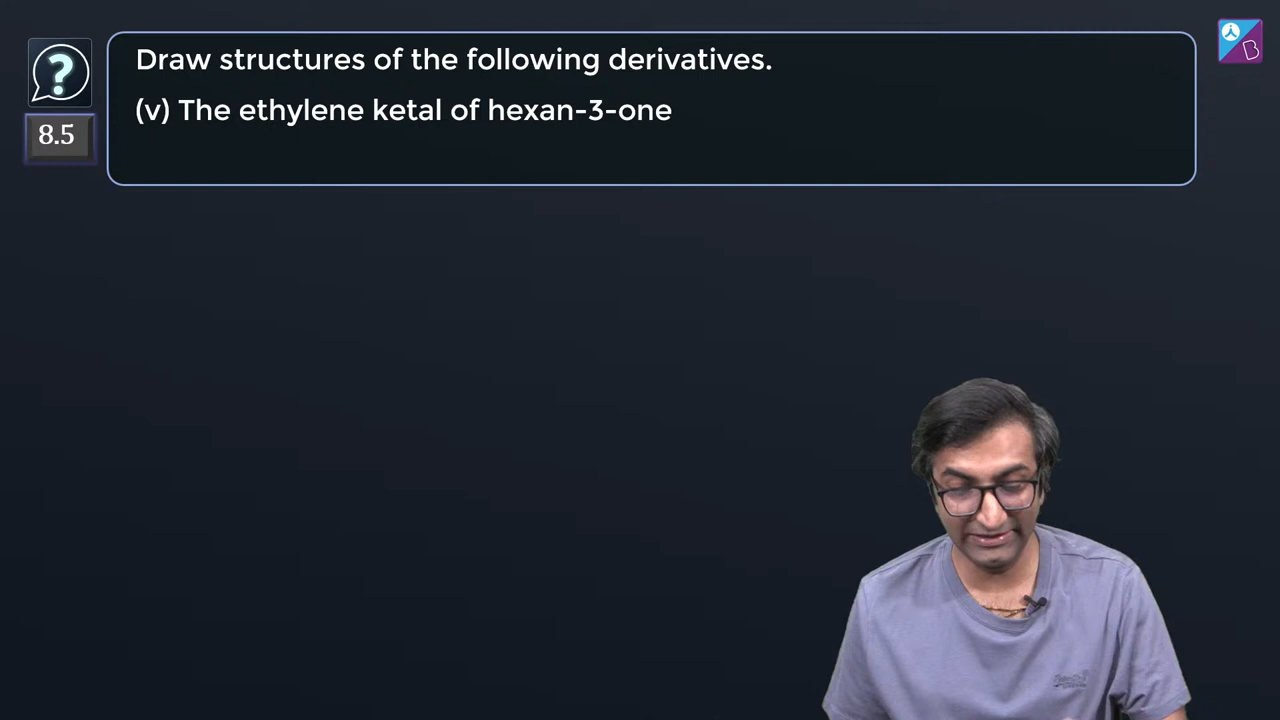 Draw structures of the following derivatives.
(v) The ethylene ketal of hexan-3-one
8.5